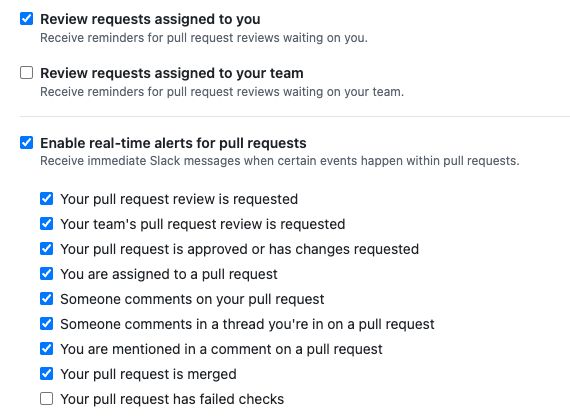 Review requests assigned to you
Receive reminders for pull request reviews waiting on you.
Review requests assigned to your team
Receive reminders for pull request reviews waiting on your team.
Enable real-time alerts for pull requests
Receive immediate Slack messages when certain events happen within pull requests.
Your pull request review is requested
Your team's pull request review is requested
Your pull request is approved or has changes requested
You are assigned to a pull request
Someone comments on your pull request
Someone comments in a thread you're in on a pull request
You are mentioned in a comment on a pull request
Your pull request is merged
Your pull request has failed checks